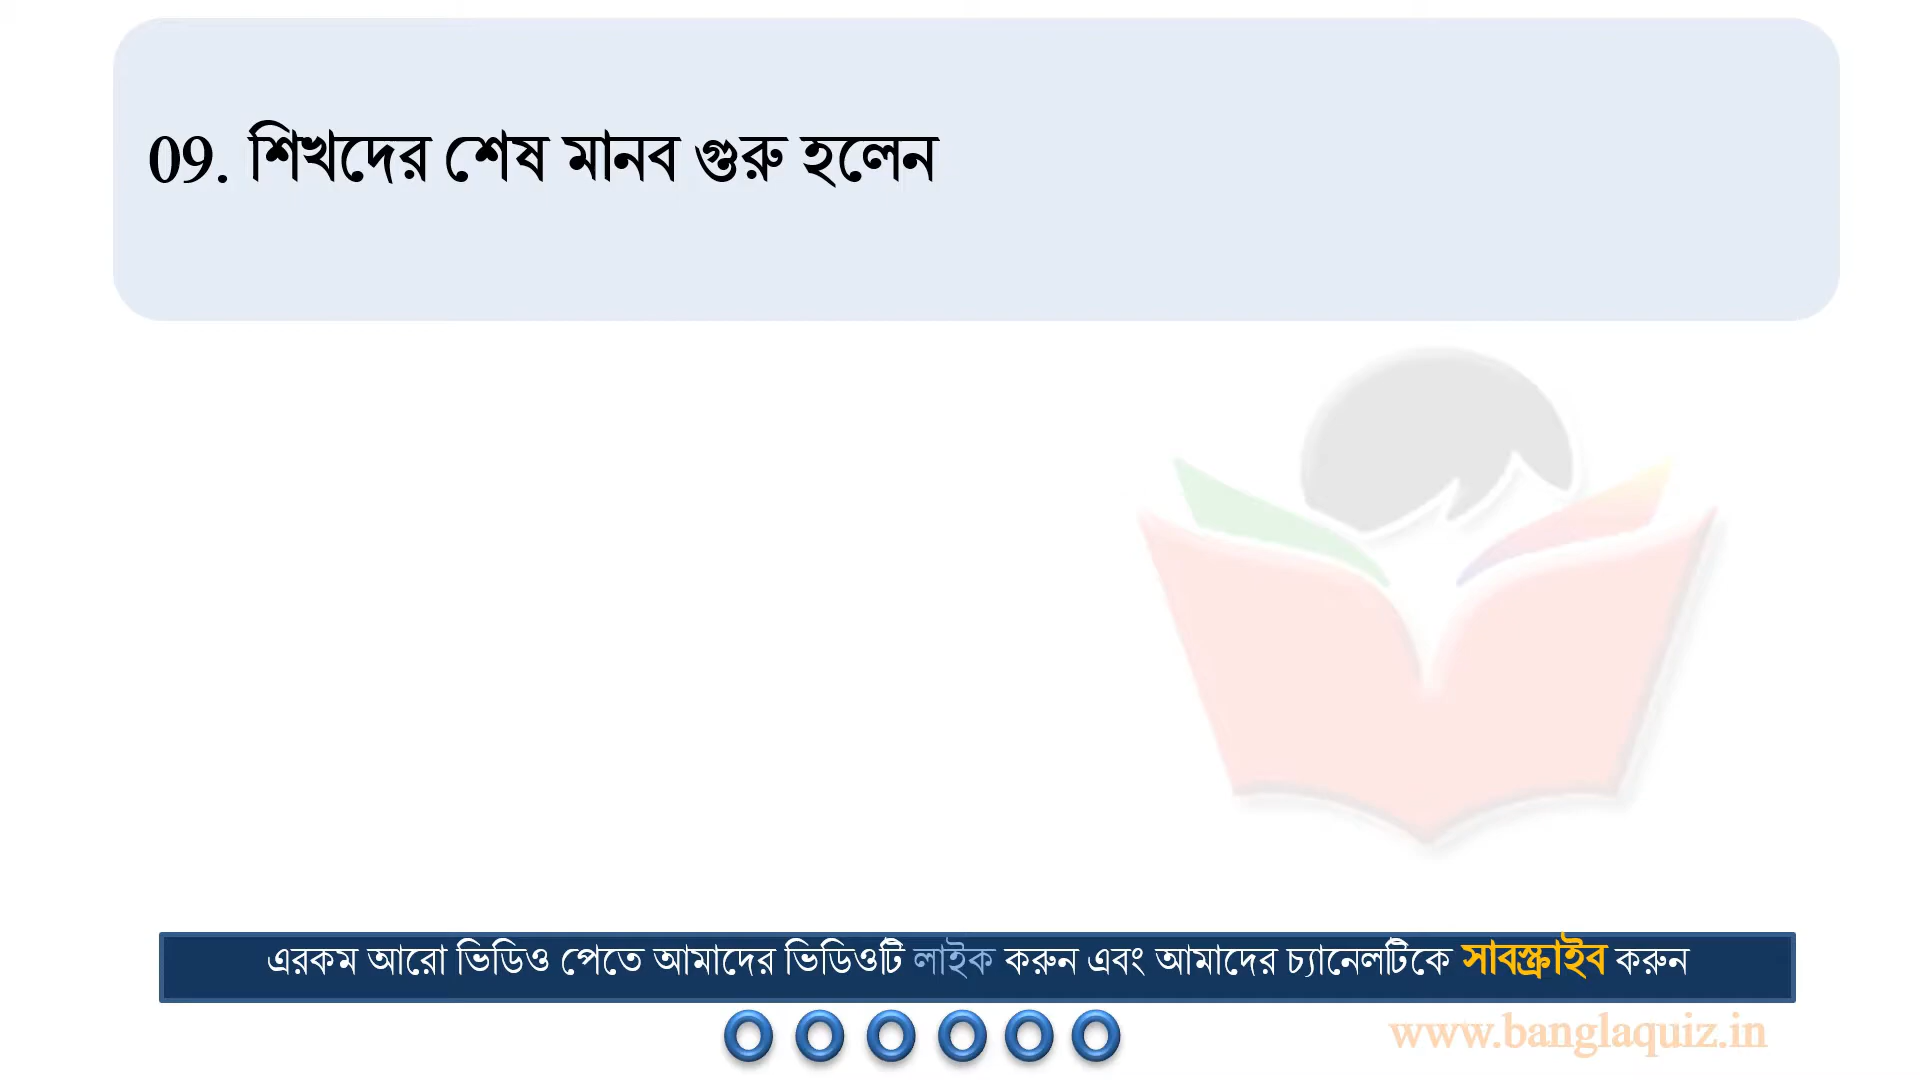 09. শিখদের শেষ মানব গুরু হলেন
এরকম আরো ভিডিও পেতে আমাদের ভিডিওটি লাইক করুন এবং আমাদের চ্যানেলটিকে সাবস্ক্রাইব করুন
www.banglaquiz.in